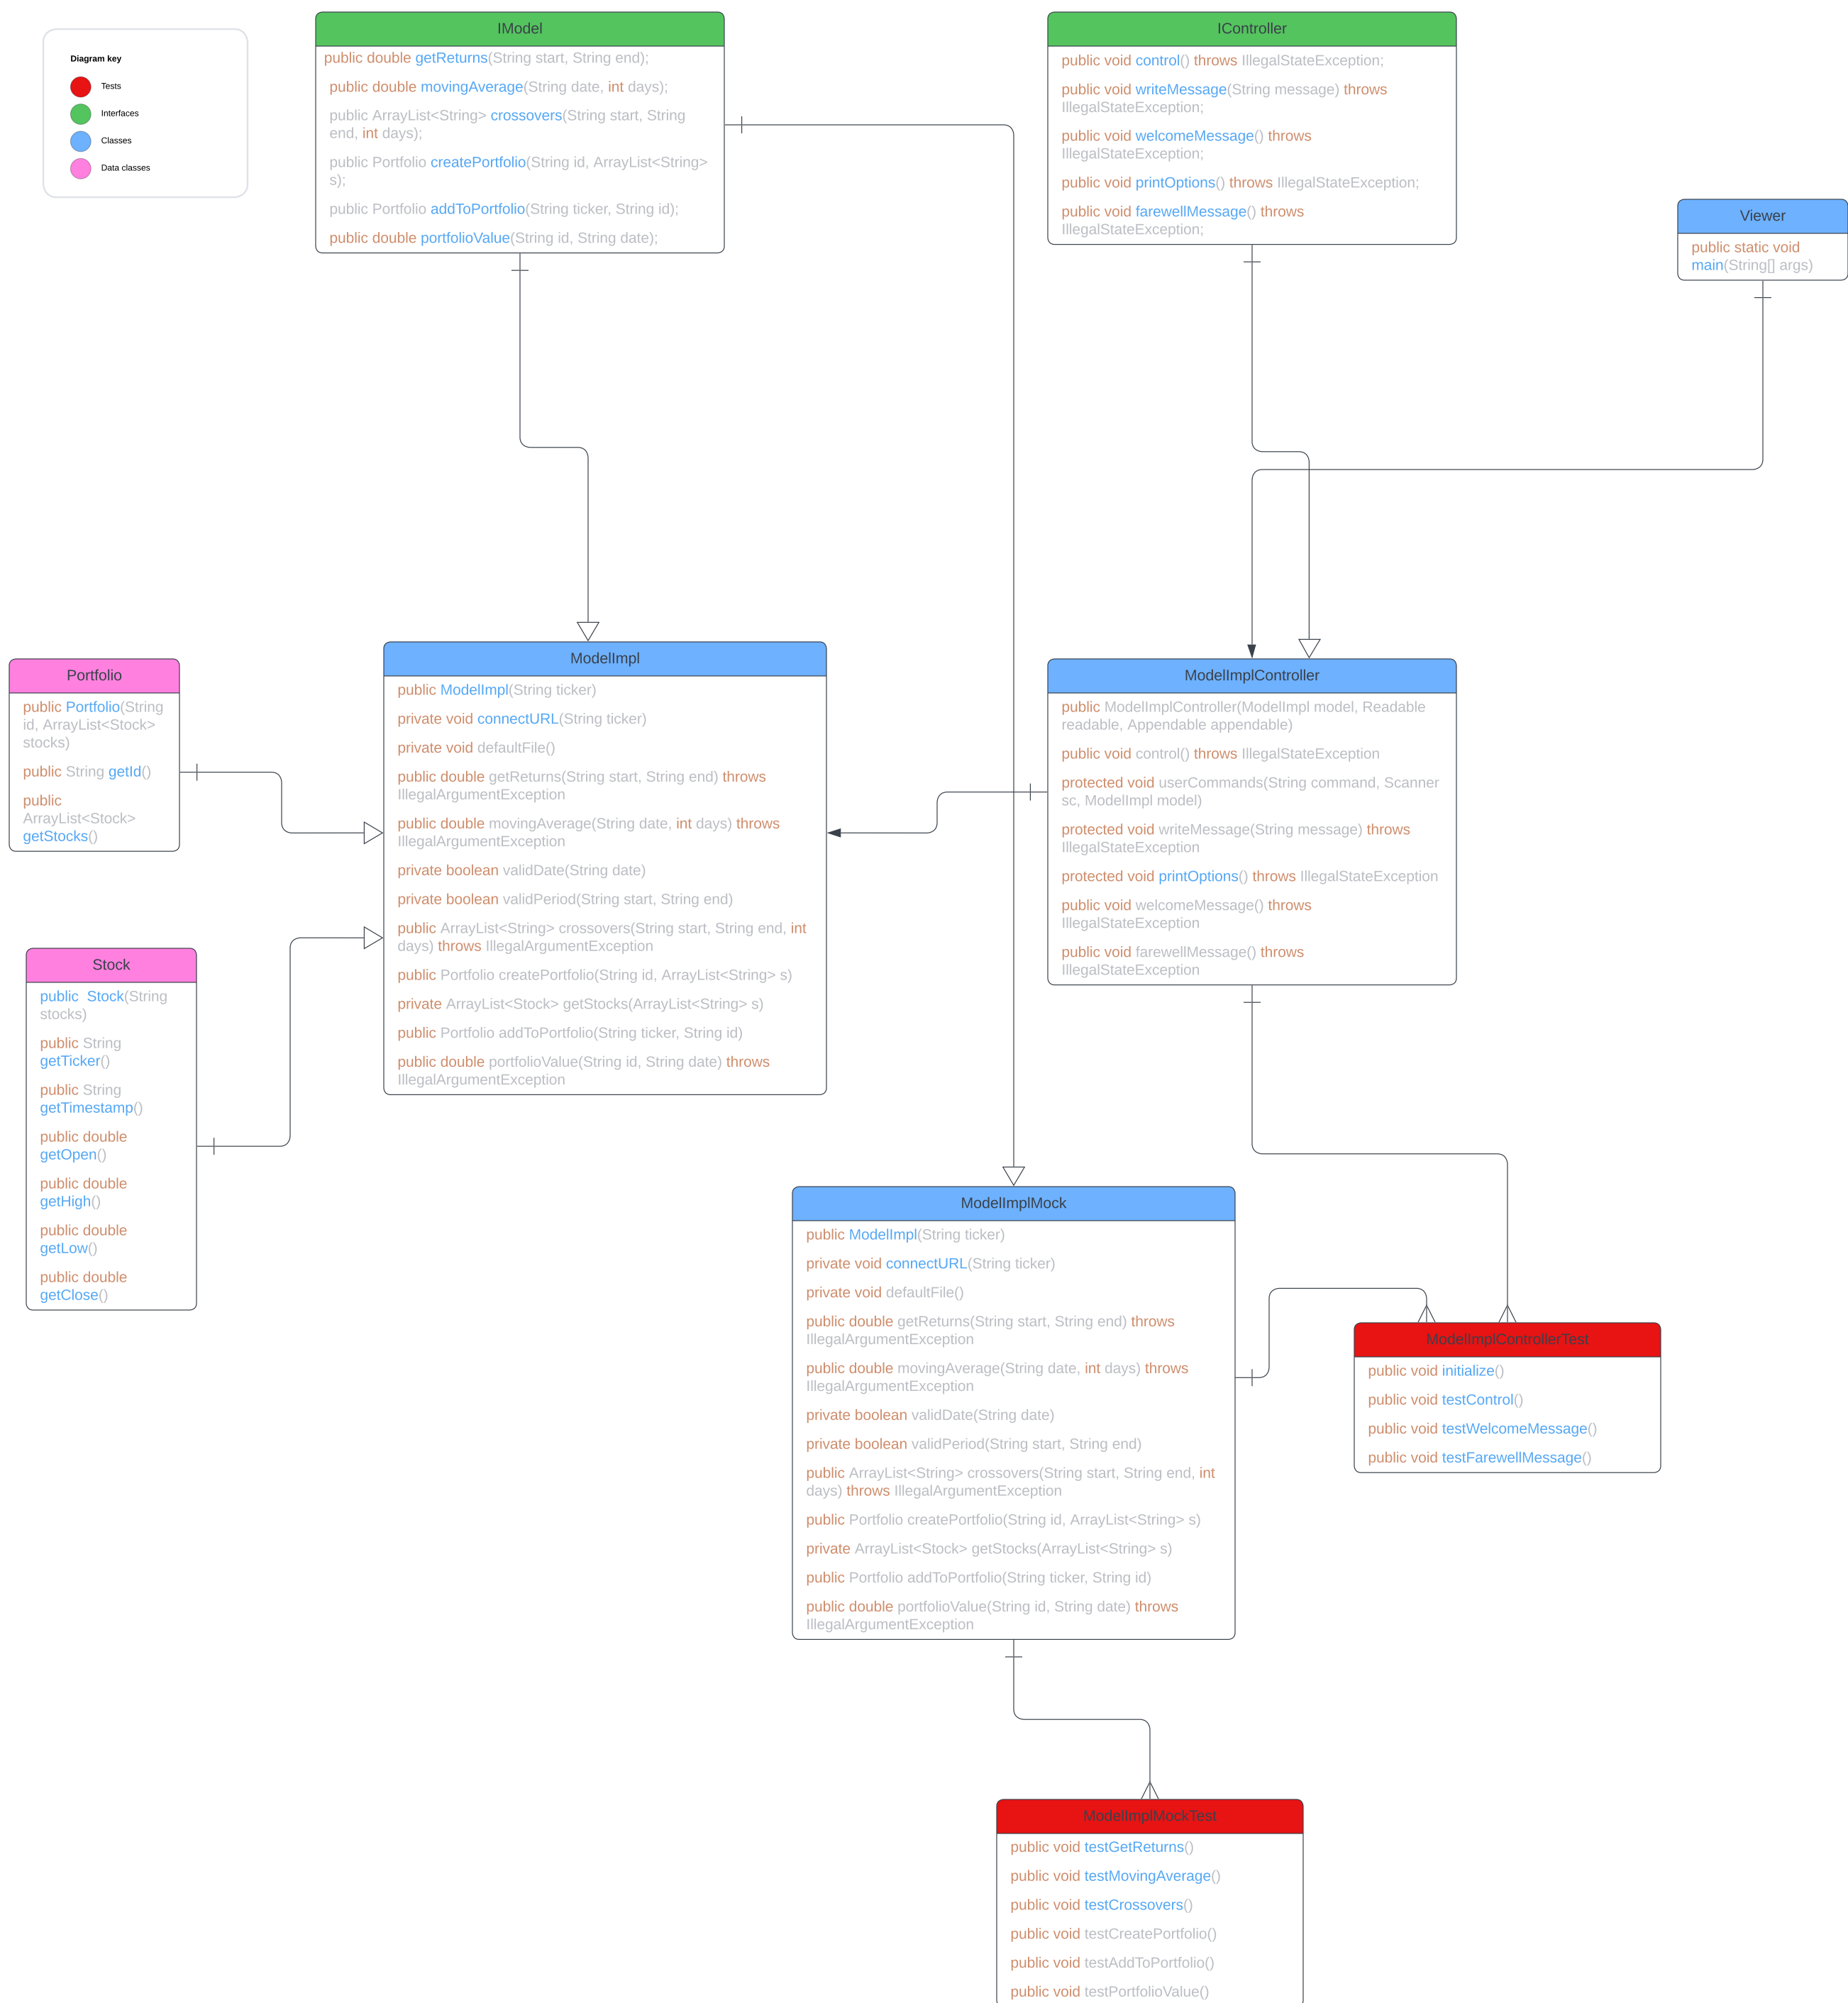 Diagram key
Tests
Interfaces
Classes
Data classes
IModel
public double getReturns(String start, String end);
public double movingAverage(String date, int days);
public ArrayList<String> crossovers(String start, String
end, int days);
public Portfolio createPortfolio(String id, ArrayList<String>
s);
public Portfolio addToPortfolio(String ticker, String id);
public double portfolioValue(String id, String date);
IController
public void control() throws IllegalStateException;
public void writeMessage(String message) throws
IllegalStateException;
public void welcomeMessage() throws
IllegalStateException;
public void printOptions() throws IllegalStateException;
public void farewellMessage() throws
IllegalStateException;
Viewer
public static void
main(String[] args)
Portfolio
public Portfolio(String
id, ArrayList<Stock>
stocks)
public String getId()
public
ArrayList<Stock>
getStocks()
Stock
public  Stock(String
stocks)
public String
getTicker()
public String
getTimestamp()
public double
getOpen()
public double
getHigh()
public double
getLow()
public double
getClose()
ModelImpl
public ModelImpl(String ticker)
private void connectURL(String ticker)
private void defaultFile()
public double getReturns(String start, String end) throws
IllegalArgumentException
public double movingAverage(String date, int days) throws
IllegalArgumentException
private boolean validDate(String date)
private boolean validPeriod(String start, String end)
public ArrayList<String> crossovers(String start, String end, int
days) throws IllegalArgumentException
public Portfolio createPortfolio(String id, ArrayList<String> s)
private ArrayList<Stock> getStocks(ArrayList<String> s)
public Portfolio addToPortfolio(String ticker, String id)
public double portfolioValue(String id, String date) throws
IllegalArgumentException
ModelImplController
public ModelImplController(ModelImpl model, Readable
readable, Appendable appendable)
public void control() throws IllegalStateException
protected void userCommands(String command, Scanner
sc, ModelImpl model)
protected void writeMessage(String message) throws
IllegalStateException
protected void printOptions() throws IllegalStateException
public void welcomeMessage() throws
IllegalStateException
public void farewellMessage() throws
IllegalStateException
ModelImplMock
public ModelImpl(String ticker)
private void connectURL(String ticker)
private void defaultFile()
public double getReturns(String start, String end) throws
IllegalArgumentException
public double movingAverage(String date, int days) throws
IllegalArgumentException
private boolean validDate(String date)
private boolean validPeriod(String start, String end)
public ArrayList<String> crossovers(String start, String end, int
days) throws IllegalArgumentException
public Portfolio createPortfolio(String id, ArrayList<String> s)
private ArrayList<Stock> getStocks(ArrayList<String> s)
public Portfolio addToPortfolio(String ticker, String id)
public double portfolioValue(String id, String date) throws
IllegalArgumentException
ModelImplControllerTest
public void initialize()
public void testControl()
public void testWelcomeMessage()
public void testFarewellMessage()
ModelImplMockTest
public void testGetReturns()
public void testMovingAverage()
public void testCrossovers()
public void testCreatePortfolio()
public void testAddToPortfolio()
public void testPortfolioValue()